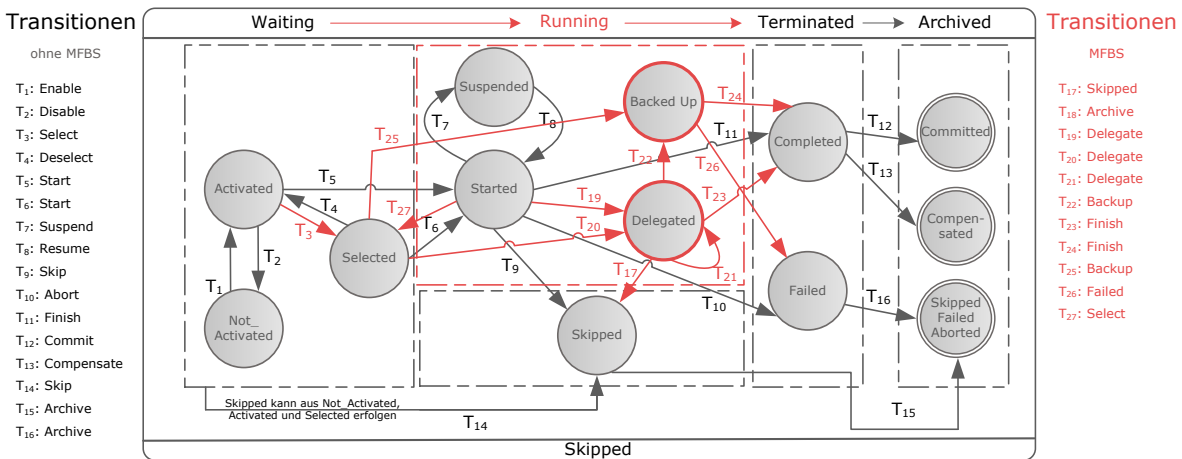 Transitionen
ohne MFBS
T1: Enable
T2: Disable
T3: Select
T4: Deselect
T5: Start
T6: Start
T7: Suspend
T8: Resume
T9: Skip
T10: Abort
T11: Finish
T12: Commit
T13: Compensate
T14: Skip
T15: Archive
T16: Archive
Waiting
Running
Terminated
Archived
Suspended
Backed Up
T24
T7
T8
T25
T11
T12
Completed
Committed
T22
T26
T13
Activated
T5
Started
T19
T23
T4
T27
Delegated
Compen-
sated
T3
T6
T20
Selected
T2
T9
T17
T21
T1
T10
Failed
T16
Not_
Activated
Skipped
Skipped
Failed
Aborted
Skipped kann aus Not_Activated,
Activated und Selected erfolgen
T14
T15
Skipped
Transitionen
MFBS
T17: Skipped
T18: Archive
T19: Delegate
T20: Delegate
T21: Delegate
T22: Backup
T23: Finish
T24: Finish
T25: Backup
T26: Failed
T27: Select